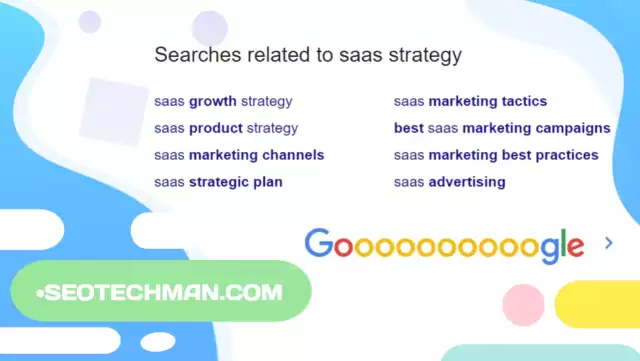 Searches related to saas strategy
saas growth strategy
saas product strategy
saas marketing channels
saas strategic plan
saas marketing tactics
best saas marketing campaigns
saas marketing best practices
saas advertising
Goooooooooogle >
•SEOTECHMAN.COM